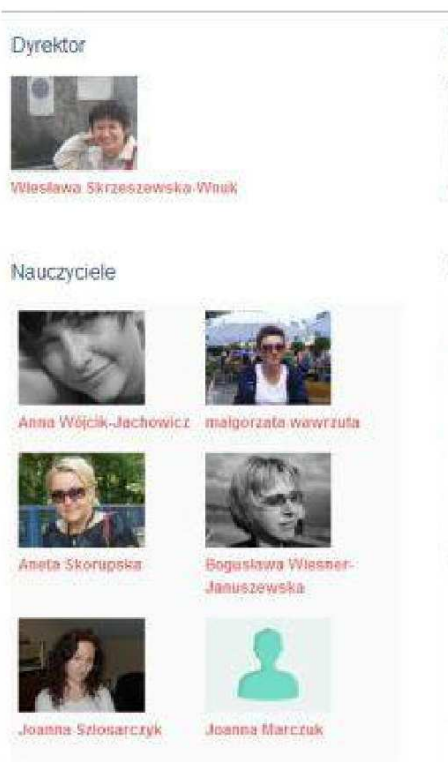 Dyrektor
Wiesława Skrzeszewska-Wnuk
Nauczyciele
Anna Wójcik-Jachowicz
małgorzata wawrzuta
Aneta Skorupska
Bogusława Wiesner-
Januszewska
Joanna Szlosarczyk
Joanna Marczuk